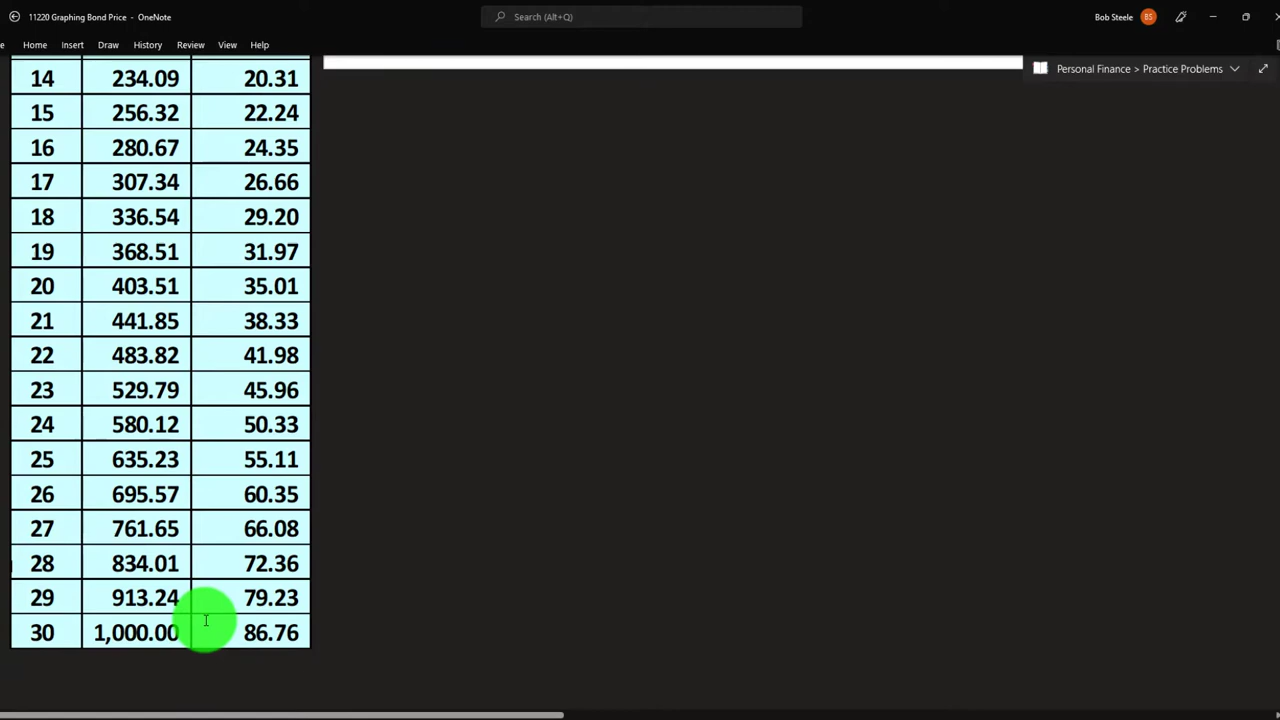 11220 Graphing Bond Price - OneNote
Search (Alt+Q)
Bob Steele
BS
Home Insert Draw History Review View Help
Personal Finance > Practice Problems
14 234.09 20.31
15 256.32 22.24
16 280.67 24.35
17 307.34 26.66
18 336.54 29.20
19 368.51 31.97
20 403.51 35.01
21 441.85 38.33
22 483.82 41.98
23 529.79 45.96
24 580.12 50.33
25 635.23 55.11
26 695.57 60.35
27 761.65 66.08
28 834.01 72.36
29 913.24 79.23
30 1,000.00 86.76